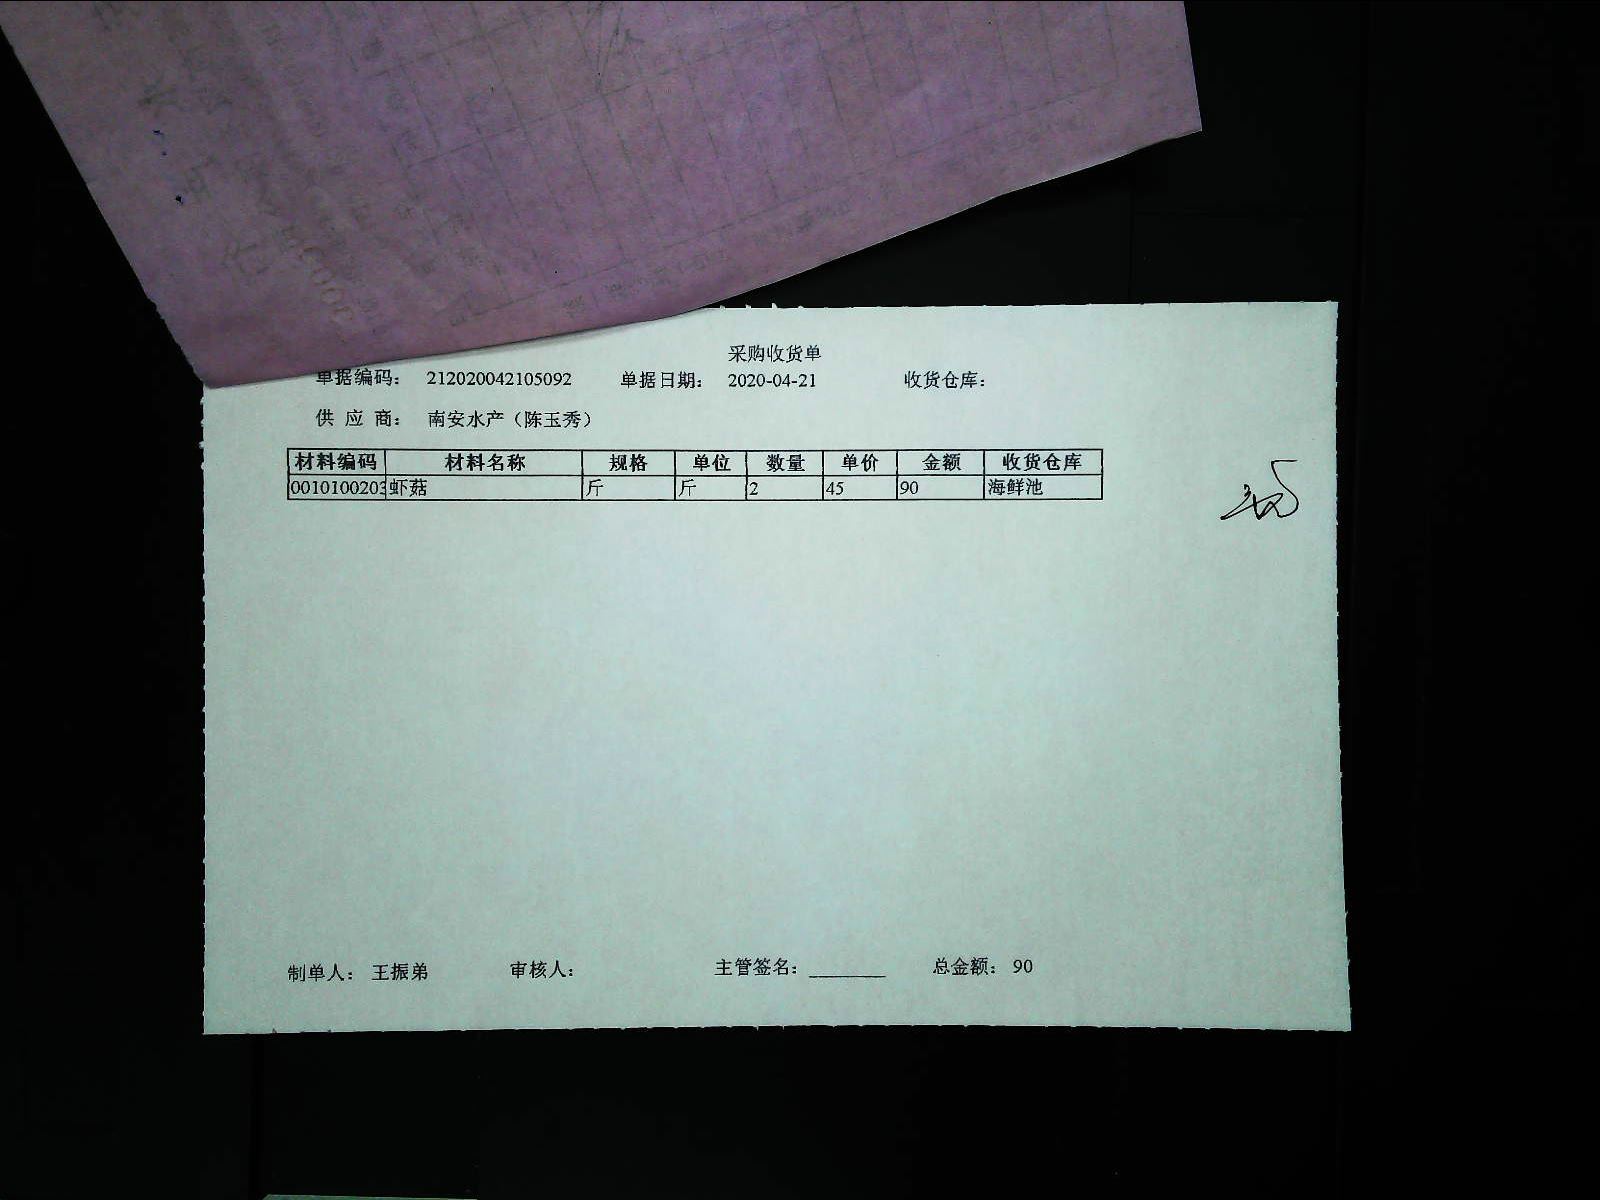 采购收货单
单据编码： 212020042105092 单据日期： 2020-04-21 收货仓库：
供 应 商： 南安水产（陈玉秀）
材料编码 材料名称 规格 单位 数量 单价 金额 收货仓库
0010100203 虾菇 斤 斤 2 45 90 海鲜池
制单人： 王振弟 审核人： 主管签名：________ 总金额： 90